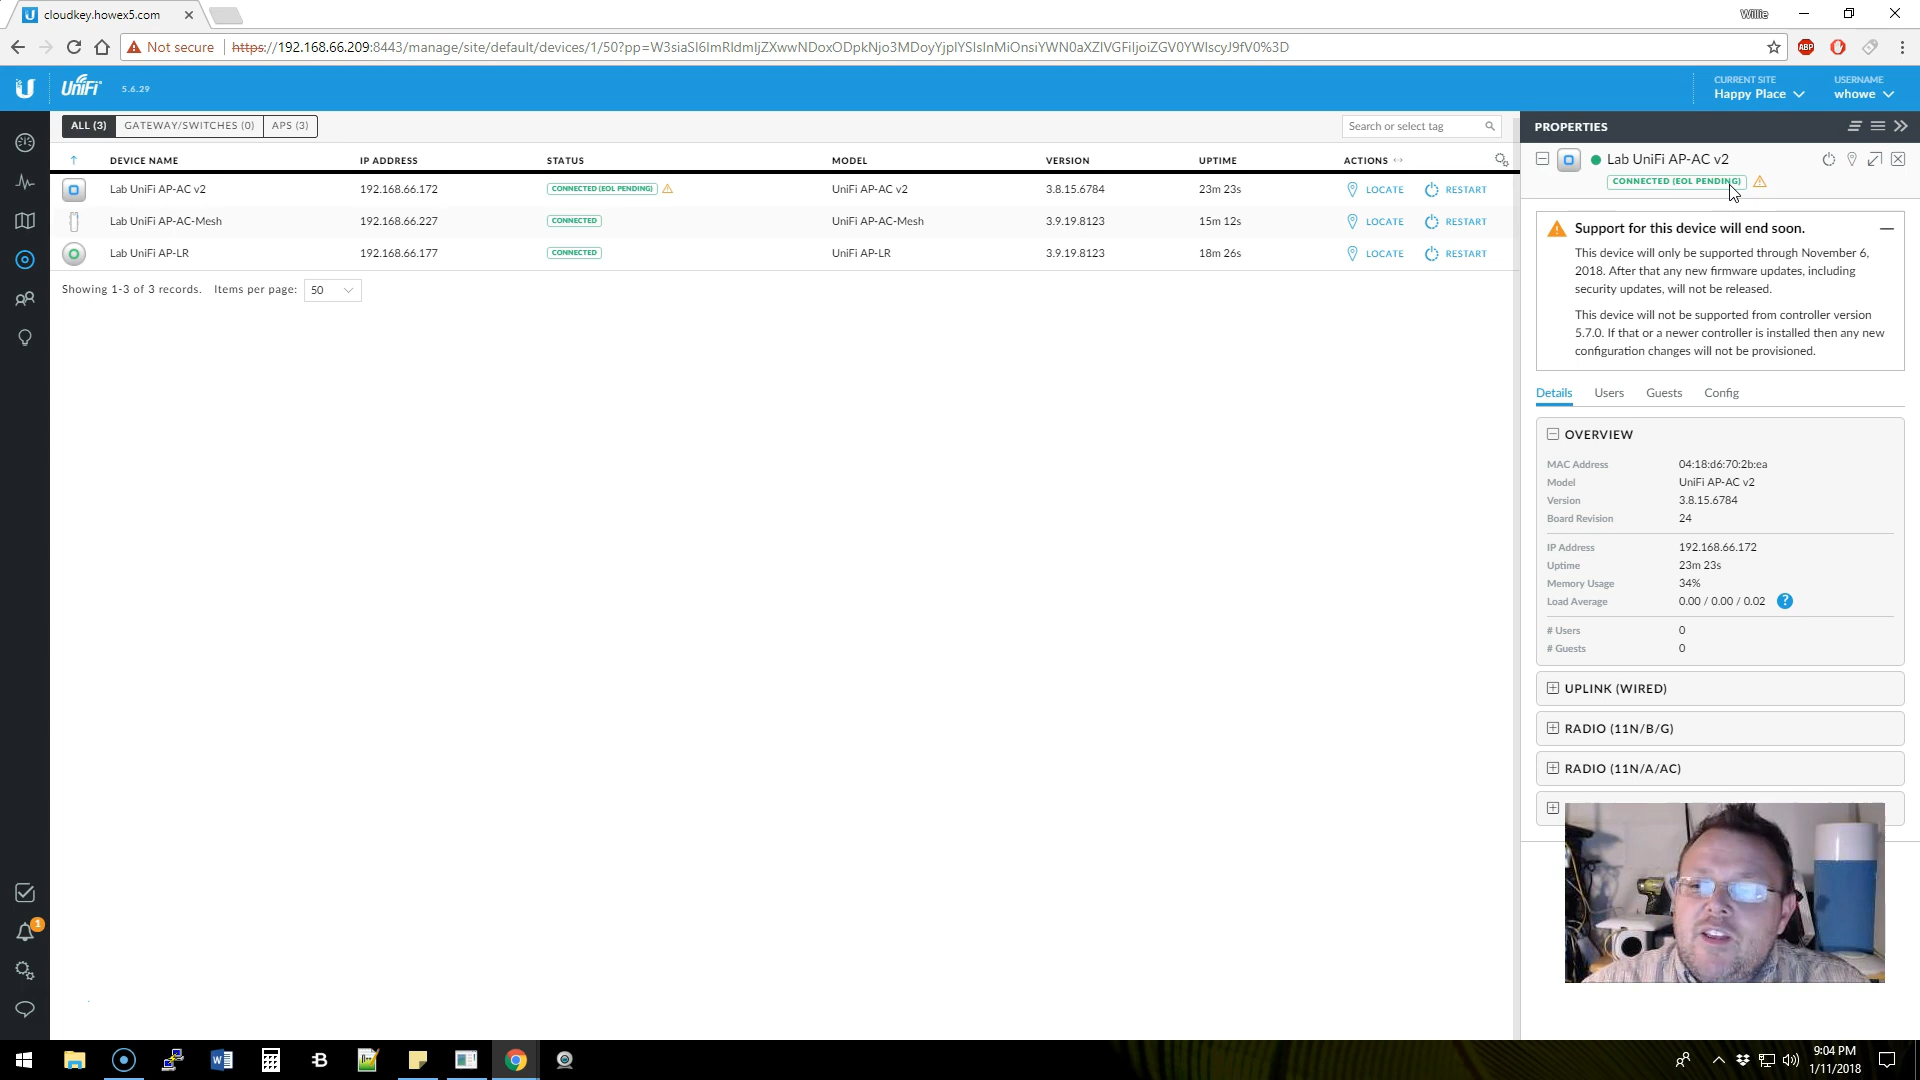 cloudkey.howex5.com
Willie
Not secure | https://192.168.66.209:8443/manage/site/default/devices/1/50?pp=W3siaSI6ImRldmljZXwwNDoxODpkNjo3MDoyYjplYSIsInMiOnsiYWN0aXZlVGFiIjoiZGV0YWlscyJ9fV0%3D
ABP
U UniFi 5.6.29
CURRENT SITE
Happy Place
USERNAME
whowe
ALL (3) GATEWAY/SWITCHES (0) APS (3)
Search or select tag
DEVICE NAME IP ADDRESS STATUS MODEL VERSION UPTIME ACTIONS
Lab UniFi AP-AC v2 192.168.66.172 CONNECTED (EOL PENDING) UniFi AP-AC v2 3.8.15.6784 23m 23s LOCATE RESTART
Lab UniFi AP-AC-Mesh 192.168.66.227 CONNECTED UniFi AP-AC-Mesh 3.9.19.8123 15m 12s LOCATE RESTART
Lab UniFi AP-LR 192.168.66.177 CONNECTED UniFi AP-LR 3.9.19.8123 18m 26s LOCATE RESTART
Showing 1-3 of 3 records. Items per page: 50
PROPERTIES
Lab UniFi AP-AC v2
CONNECTED (EOL PENDING)
Support for this device will end soon.
This device will only be supported through November 6,
2018. After that any new firmware updates, including
security updates, will not be released.
This device will not be supported from controller version
5.7.0. If that or a newer controller is installed then any new
configuration changes will not be provisioned.
Details Users Guests Config
OVERVIEW
MAC Address 04:18:d6:70:2b:ea
Model UniFi AP-AC v2
Version 3.8.15.6784
Board Revision 24
IP Address 192.168.66.172
Uptime 23m 23s
Memory Usage 34%
Load Average 0.00 / 0.00 / 0.02 ?
# Users 0
# Guests 0
UPLINK (WIRED)
RADIO (11N/B/G)
RADIO (11N/A/AC)
1
9:04 PM
1/11/2018